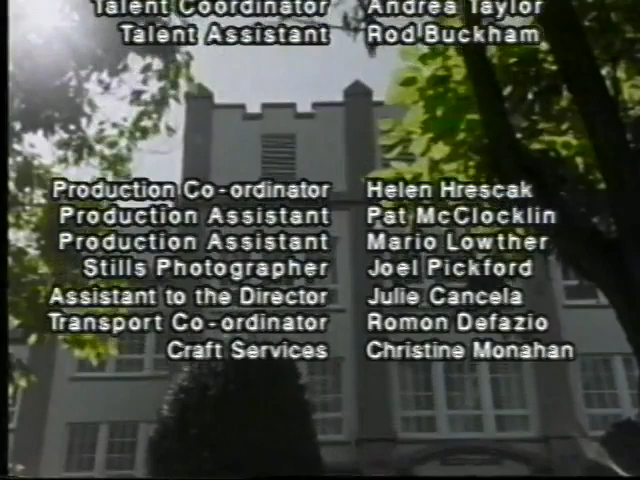 Talent Coordinator Andrea Taylor
Talent Assistant Rod Buckham
Production Co-ordinator Helen Hrescak
Production Assistant Pat McClocklin
Production Assistant Mario Lowther
Stills Photographer Joel Pickford
Assistant to the Director Julie Cancela
Transport Co-ordinator Romon Defazio
Craft Services Christine Monahan